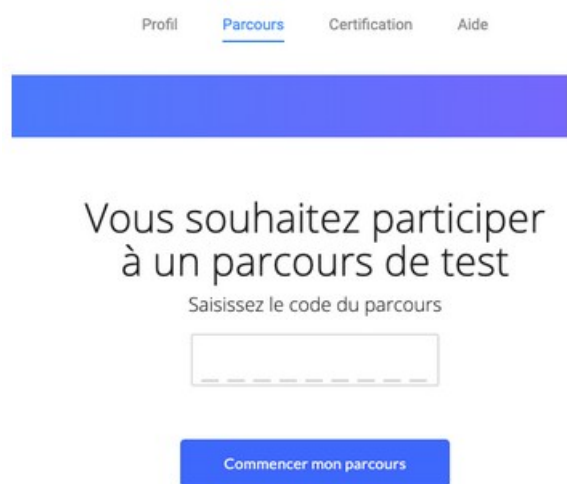 Profil Parcours Certification Aide
Vous souhaitez participer
à un parcours de test
Saisissez le code du parcours
Commencer mon parcours